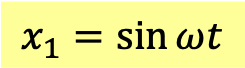 x₁ = sin ωt